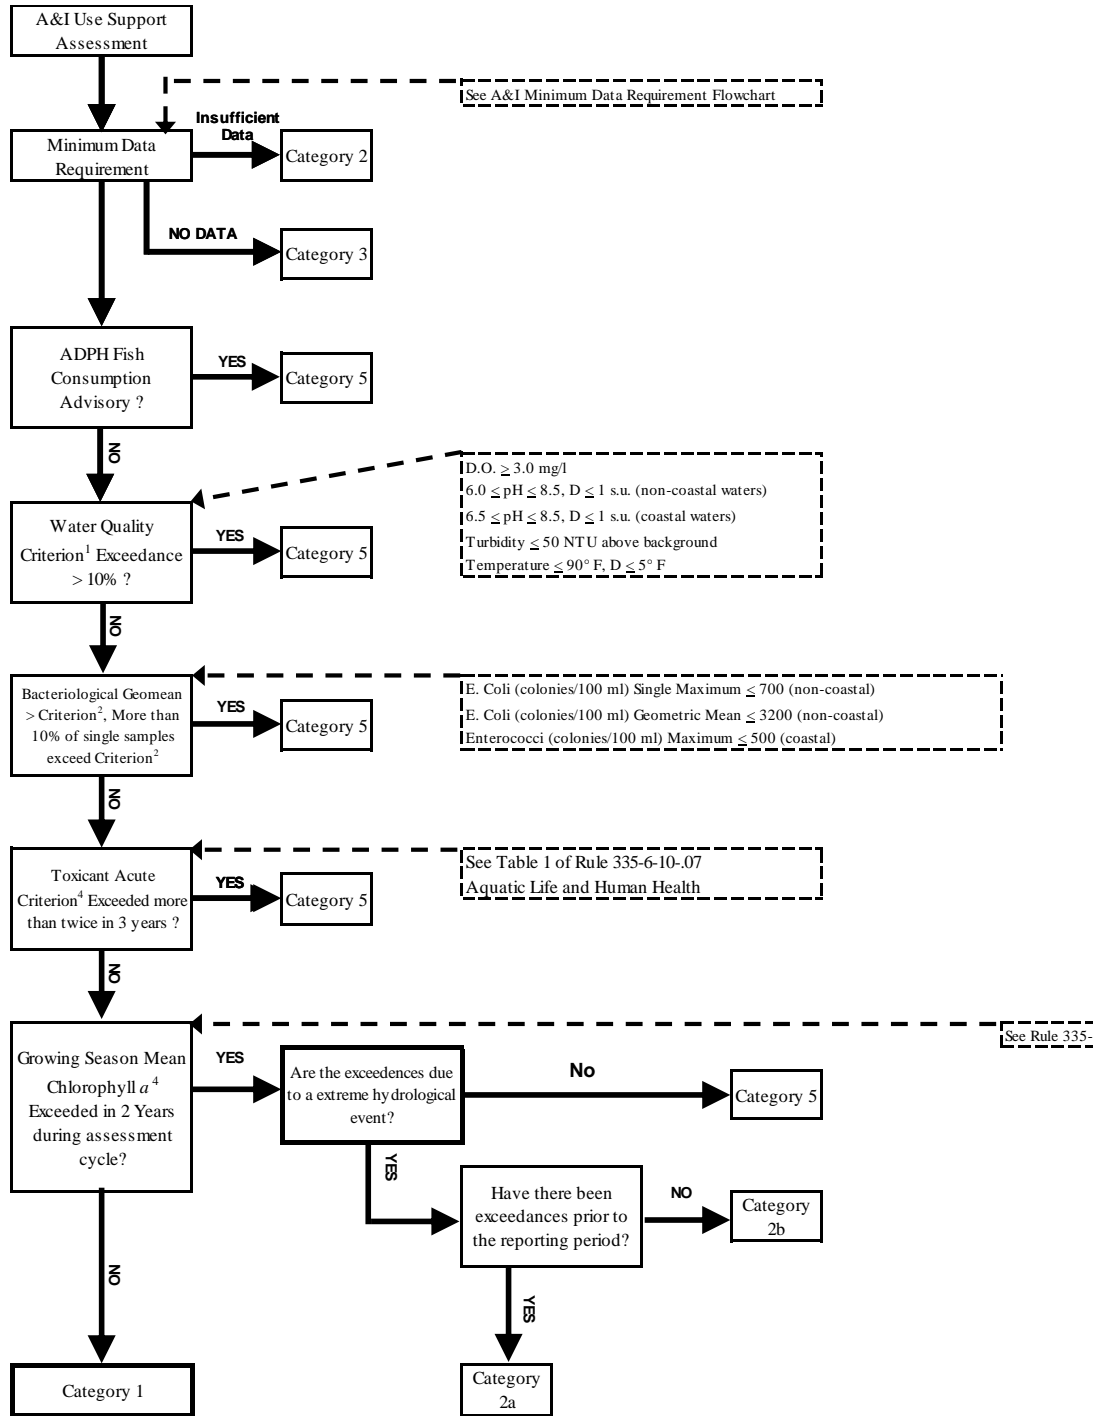 A&I Use Support
Assessment
See A&I Minimum Data Requirement Flowchart
Insufficient
Data
Minimum Data
Requirement
Category 2
NO DATA
Category 3
ADPH Fish
Consumption
Advisory ?
YES
Category 5
NO
D.O. ≥ 3.0 mg/l
6.0 ≤ pH ≤ 8.5, D ≤ 1 s.u. (non-coastal waters)
6.5 ≤ pH ≤ 8.5, D ≤ 1 s.u. (coastal waters)
Turbidity ≤ 50 NTU above background
Temperature ≤ 90° F, D ≤ 5° F
Water Quality
Criterion¹ Exceedance
> 10% ?
YES
Category 5
NO
Bacteriological Geomean
> Criterion², More than
10% of single samples
exceed Criterion²
YES
Category 5
E. Coli (colonies/100 ml) Single Maximum ≤ 700 (non-coastal)
E. Coli (colonies/100 ml) Geometric Mean ≤ 3200 (non-coastal)
Enterococci (colonies/100 ml) Maximum ≤ 500 (coastal)
NO
Toxicant Acute
Criterion⁴ Exceeded more
than twice in 3 years ?
YES
Category 5
See Table 1 of Rule 335-6-10-.07
Aquatic Life and Human Health
NO
See Rule 335-
Growing Season Mean
Chlorophyll a ⁴
Exceeded in 2 Years
during assessment
cycle?
YES
Are the exceedences due
to a extreme hydrological
event?
No
Category 5
YES
Have there been
exceedances prior to
the reporting period?
NO
Category
2b
NO
YES
Category 1
Category
2a